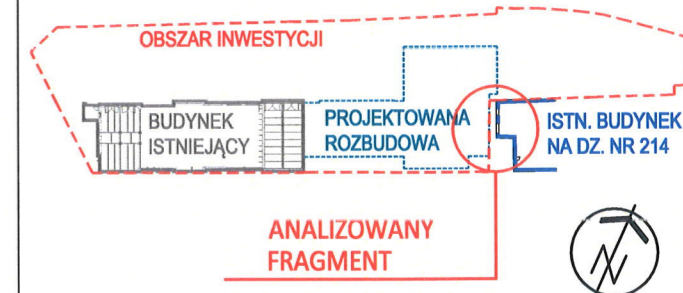 OBSZAR INWESTYCJI
BUDYNEK
ISTNIEJĄCY
PROJEKTOWANA
ROZBUDOWA
ISTN. BUDYNEK
NA DZ. NR 214
ANALIZOWANY
FRAGMENT
N